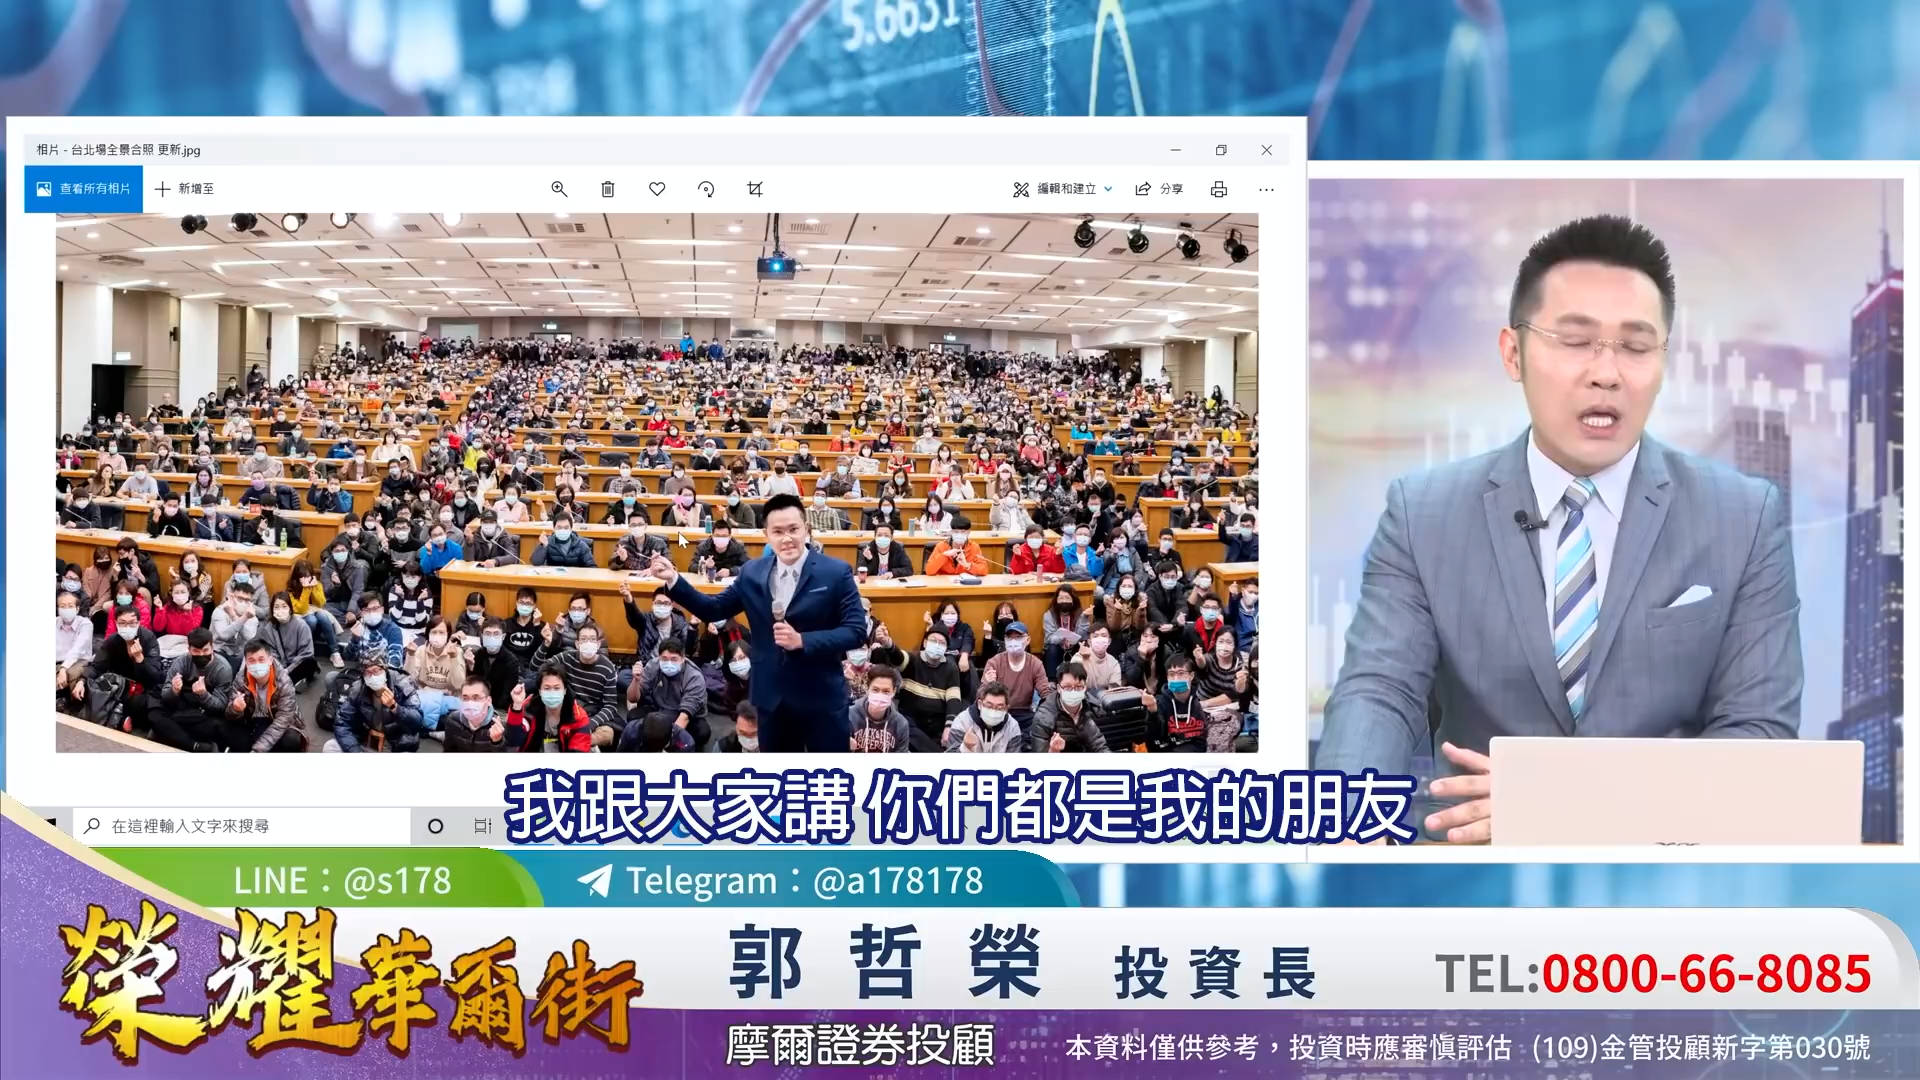 5.6631
相片 - 台北場全景合照 更新.jpg
查看所有相片
新增至
編輯和建立
分享
我跟大家講 你們都是我的朋友
在這裡輸入文字來搜尋
LINE：@s178
Telegram：@a178178
榮耀華爾街
郭哲榮 投資長
TEL:0800-66-8085
摩爾證券投顧
本資料僅供參考，投資時應審慎評估 (109)金管投顧新字第030號